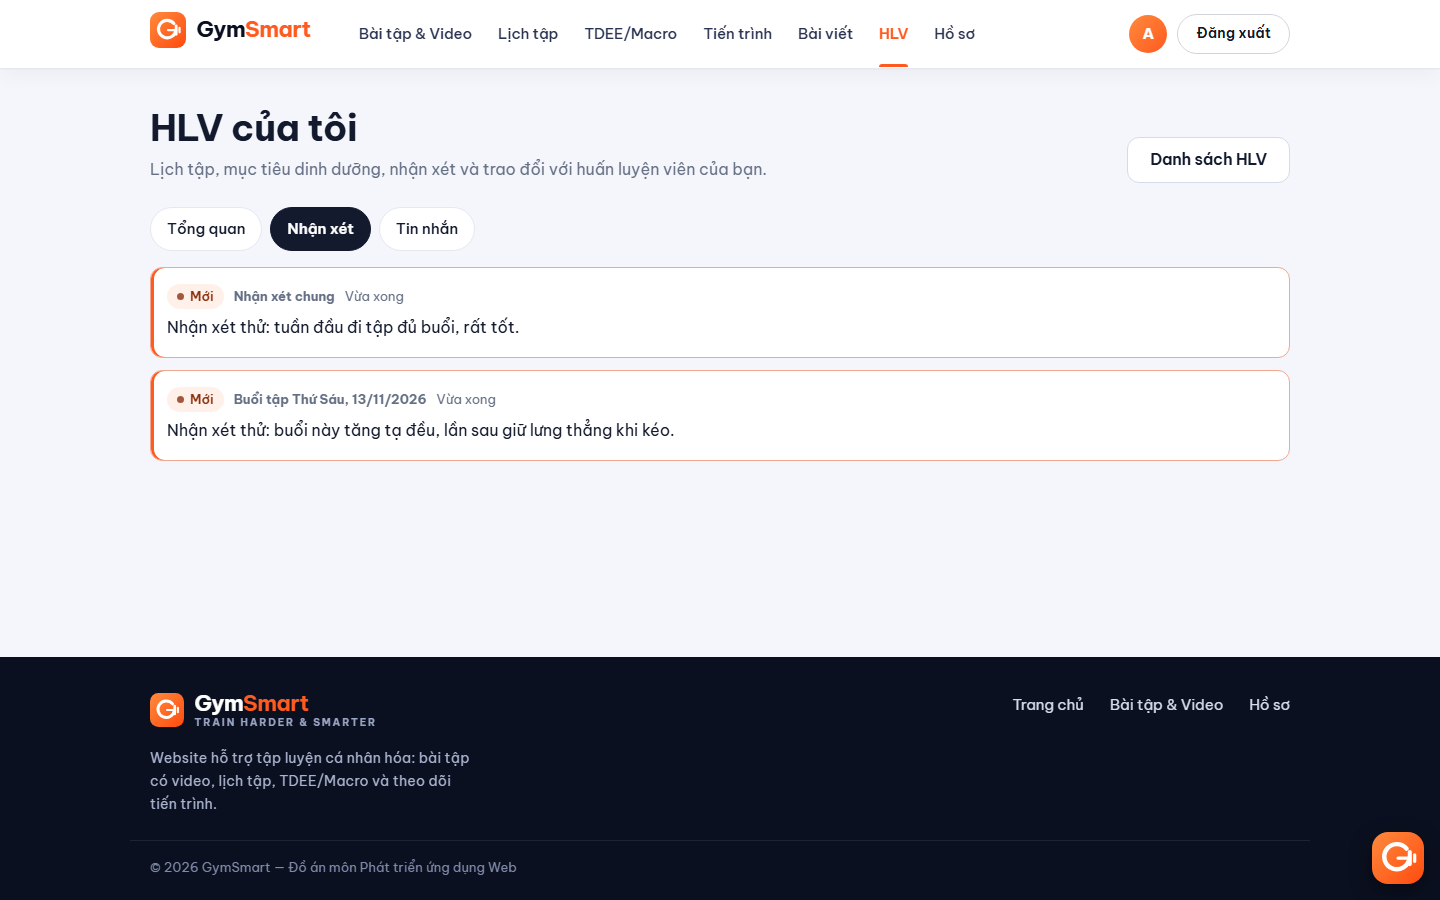 GymSmart
Bài tập & Video
Lịch tập
TDEE/Macro
Tiến trình
Bài viết
HLV
Hồ sơ
A
Đăng xuất
HLV của tôi
Lịch tập, mục tiêu dinh dưỡng, nhận xét và trao đổi với huấn luyện viên của bạn.
Danh sách HLV
Tổng quan
Nhận xét
Tin nhắn
Mới Nhận xét chung Vừa xong
Nhận xét thử: tuần đầu đi tập đủ buổi, rất tốt.
Mới Buổi tập Thứ Sáu, 13/11/2026 Vừa xong
Nhận xét thử: buổi này tăng tạ đều, lần sau giữ lưng thẳng khi kéo.
GymSmart
TRAIN HARDER & SMARTER
Website hỗ trợ tập luyện cá nhân hóa: bài tập
có video, lịch tập, TDEE/Macro và theo dõi
tiến trình.
Trang chủ
Bài tập & Video
Hồ sơ
© 2026 GymSmart — Đồ án môn Phát triển ứng dụng Web